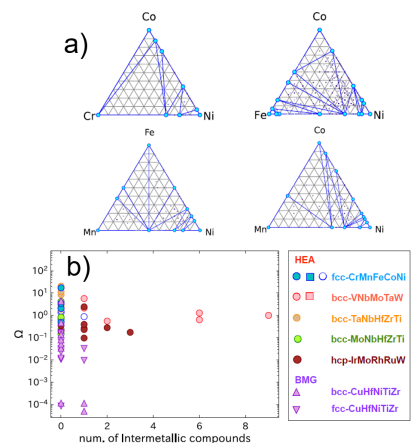 a)
Co Co
Cr Ni Fe Ni
Fe Co
Mn Ni Mn Ni
b)
10² 10¹ 10⁰ 10⁻¹ 10⁻² 10⁻³ 10⁻⁴
Ω
0 2 4 6 8
num. of Intermetallic compounds
HEA
fcc-CrMnFeCoNi
bcc-VNbMoTaW
bcc-TaNbHfZrTi
bcc-MoNbHfZrTi
hcp-IrMoRhRuW
BMG
bcc-CuHfNiTiZr
fcc-CuHfNiTiZr